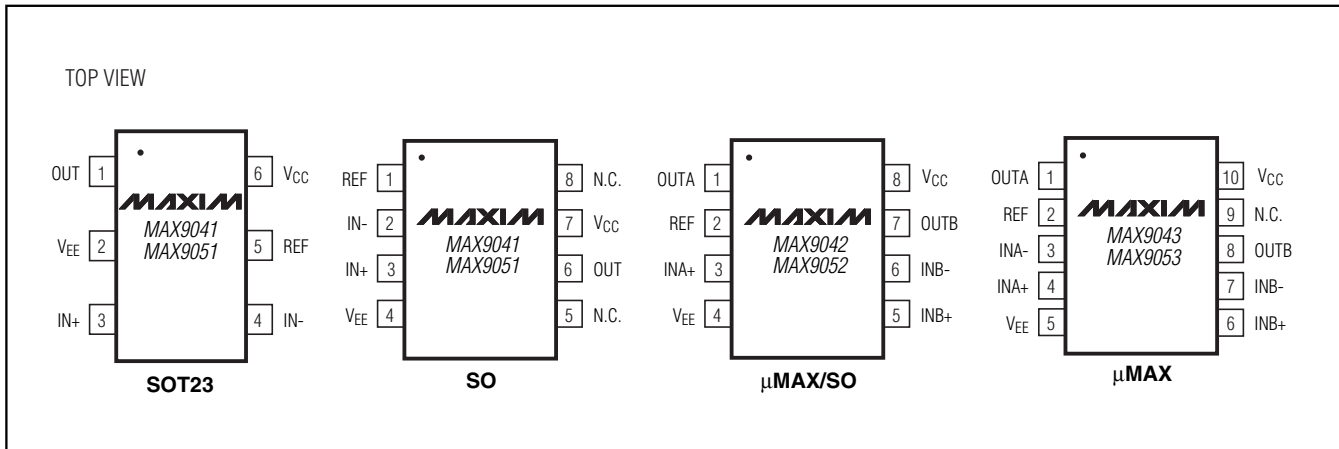 TOP VIEW
OUT 1
VEE 2
IN+ 3
6 VCC
5 REF
4 IN-
MAXIM
MAX9041
MAX9051
SOT23
REF 1
IN- 2
IN+ 3
VEE 4
8 N.C.
7 VCC
6 OUT
5 N.C.
MAXIM
MAX9041
MAX9051
SO
OUTA 1
REF 2
INA+ 3
VEE 4
8 VCC
7 OUTB
6 INB-
5 INB+
MAXIM
MAX9042
MAX9052
μMAX/SO
OUTA 1
REF 2
INA- 3
INA+ 4
VEE 5
10 VCC
9 N.C.
8 OUTB
7 INB-
6 INB+
MAXIM
MAX9043
MAX9053
μMAX